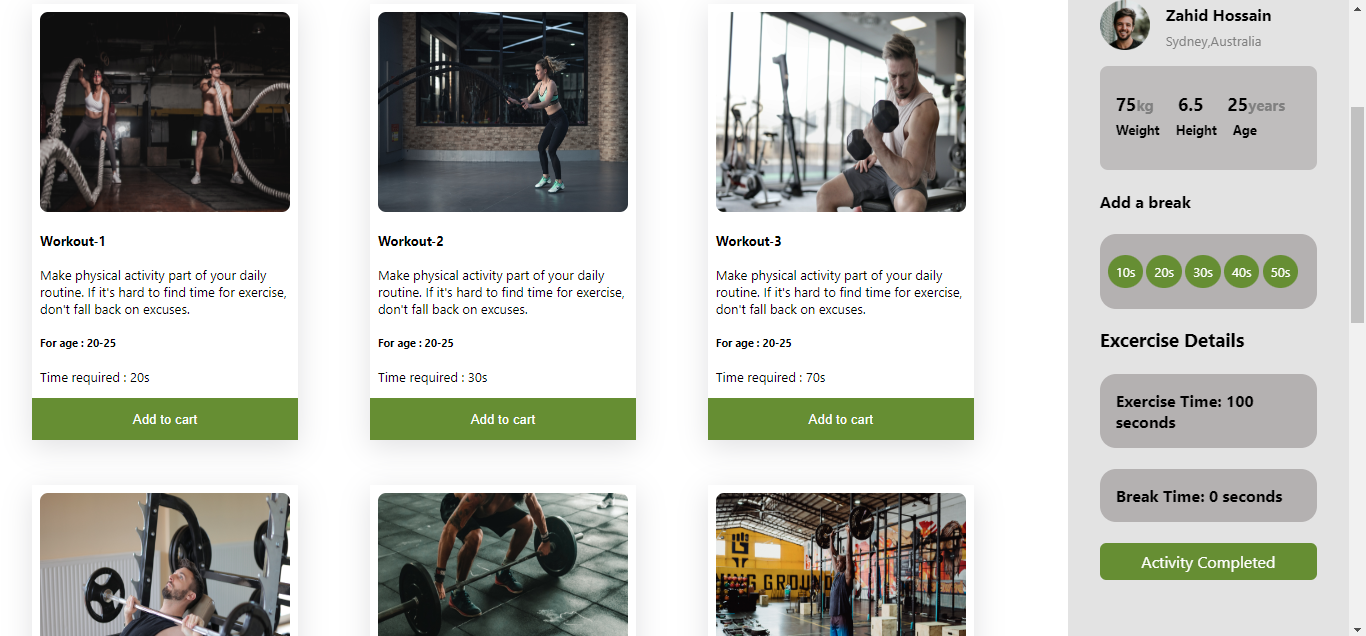 Workout-1
Make physical activity part of your daily
routine. If it's hard to find time for exercise,
don't fall back on excuses.
For age : 20-25
Time required : 20s
Add to cart
Workout-2
Make physical activity part of your daily
routine. If it's hard to find time for exercise,
don't fall back on excuses.
For age : 20-25
Time required : 30s
Add to cart
Workout-3
Make physical activity part of your daily
routine. If it's hard to find time for exercise,
don't fall back on excuses.
For age : 20-25
Time required : 70s
Add to cart
NG GROUND
Zahid Hossain
Sydney,Australia
75kg 6.5 25years
Weight Height Age
Add a break
10s 20s 30s 40s 50s
Excercise Details
Exercise Time: 100
seconds
Break Time: 0 seconds
Activity Completed